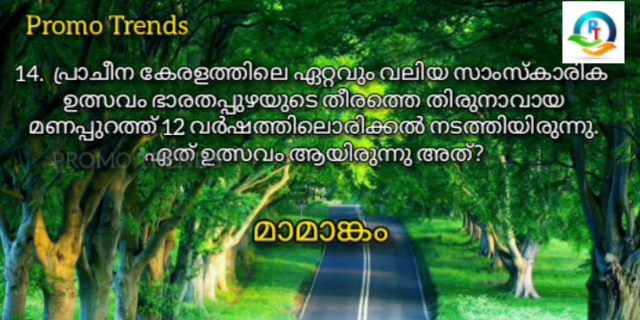 Promo Trends
PT
14. പ്രാചീന കേരളത്തിലെ ഏറ്റവും വലിയ സാംസ്കാരിക
ഉത്സവം ഭാരതപ്പുഴയുടെ തീരത്തെ തിരുനാവായ
മണപ്പുറത്ത് 12 വർഷത്തിലൊരിക്കൽ നടത്തിയിരുന്നു.
ഏത് ഉത്സവം ആയിരുന്നു അത്?
മാമാങ്കം